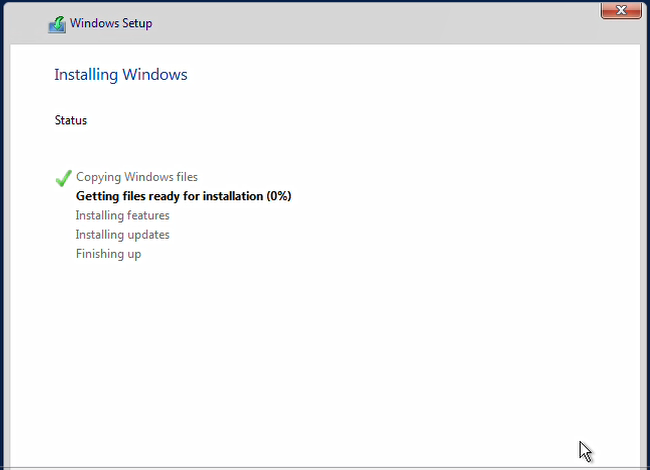 Windows Setup
Installing Windows
Status
Copying Windows files
Getting files ready for installation (0%)
Installing features
Installing updates
Finishing up